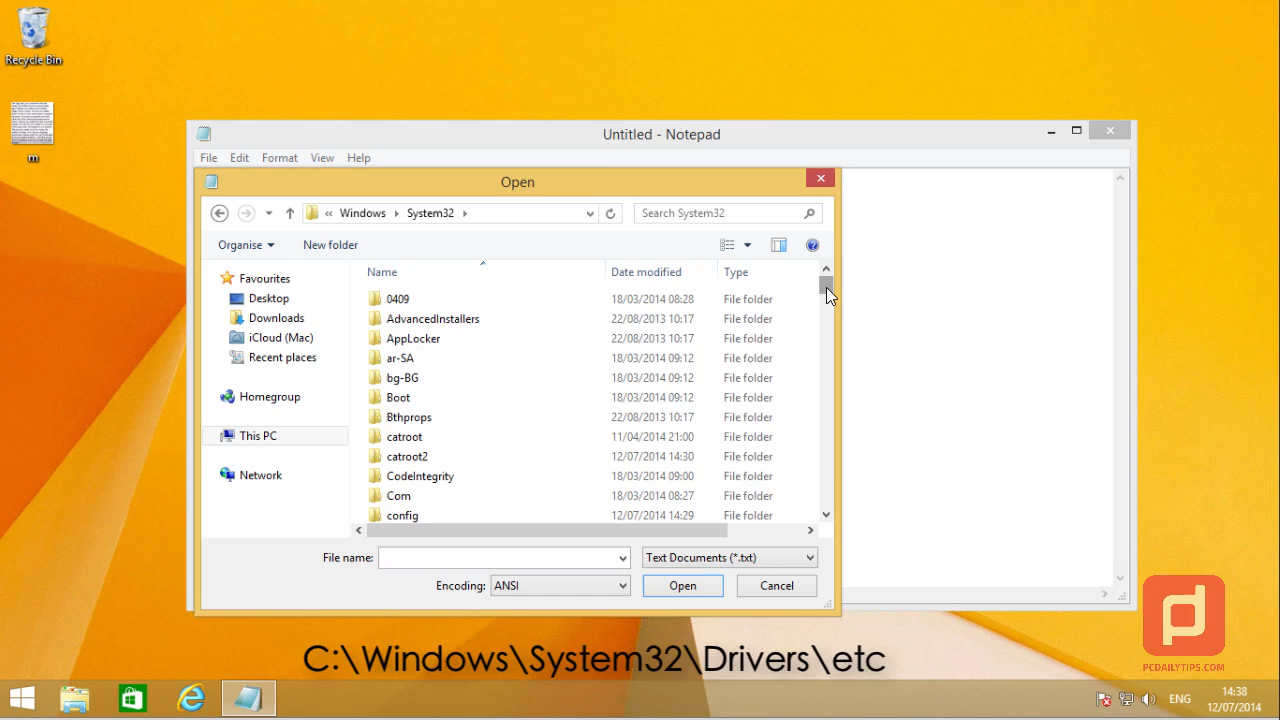 Recycle Bin
m
Untitled - Notepad
File Edit Format View Help
Open
« Windows System32
Search System32
Organise New folder
Name Date modified Type
Favourites
Desktop
Downloads
iCloud (Mac)
Recent places
Homegroup
This PC
Network
0409 18/03/2014 08:28 File folder
AdvancedInstallers 22/08/2013 10:17 File folder
AppLocker 22/08/2013 10:17 File folder
ar-SA 18/03/2014 09:12 File folder
bg-BG 18/03/2014 09:12 File folder
Boot 18/03/2014 09:12 File folder
Bthprops 22/08/2013 10:17 File folder
catroot 11/04/2014 21:00 File folder
catroot2 12/07/2014 14:30 File folder
CodeIntegrity 18/03/2014 09:00 File folder
Com 18/03/2014 08:27 File folder
config 12/07/2014 14:29 File folder
File name: Text Documents (*.txt)
Encoding: ANSI Open Cancel
C:\Windows\System32\Drivers\etc
PCDAILYTIPS.COM
ENG
14:38
12/07/2014